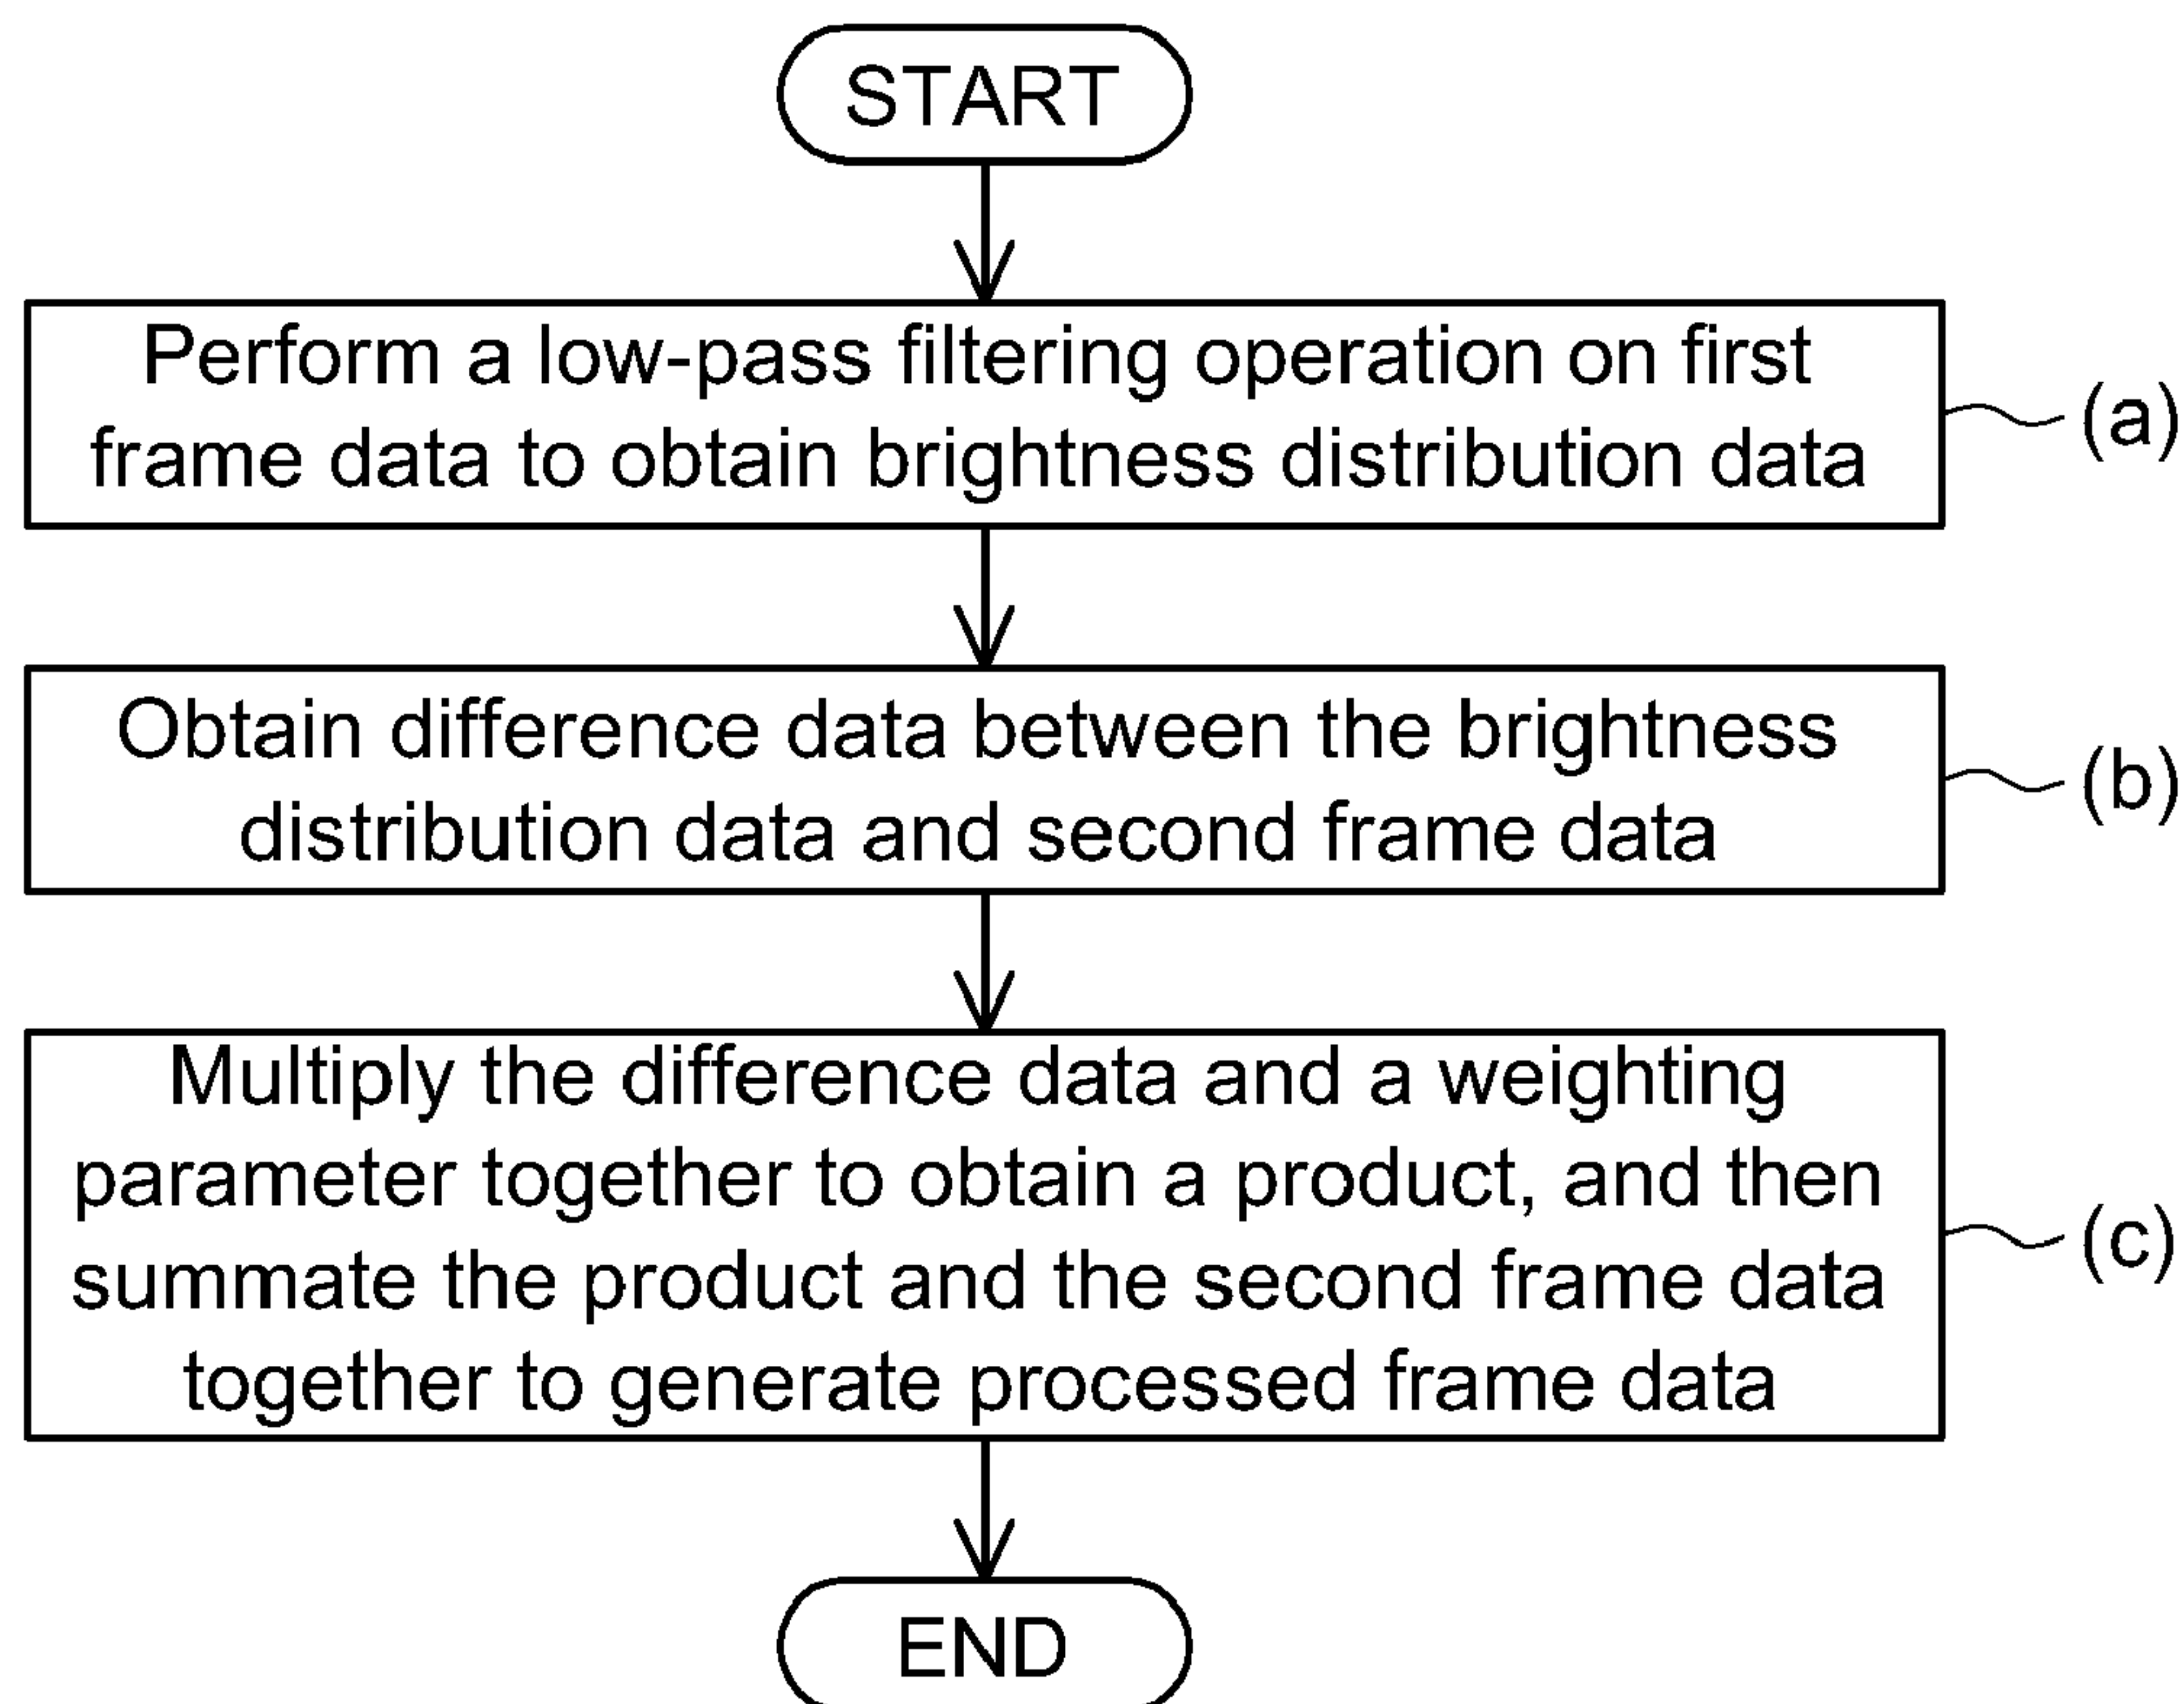 START
Perform a low-pass filtering operation on first
frame data to obtain brightness distribution data
(a)
Obtain difference data between the brightness
distribution data and second frame data
(b)
Multiply the difference data and a weighting
parameter together to obtain a product, and then
summate the product and the second frame data
together to generate processed frame data
(c)
END